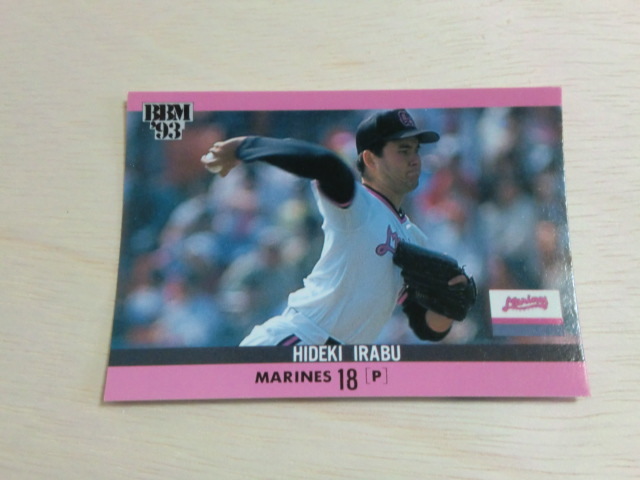 BBM
'93
Marines
HIDEKI IRABU
MARINES 18 [P]